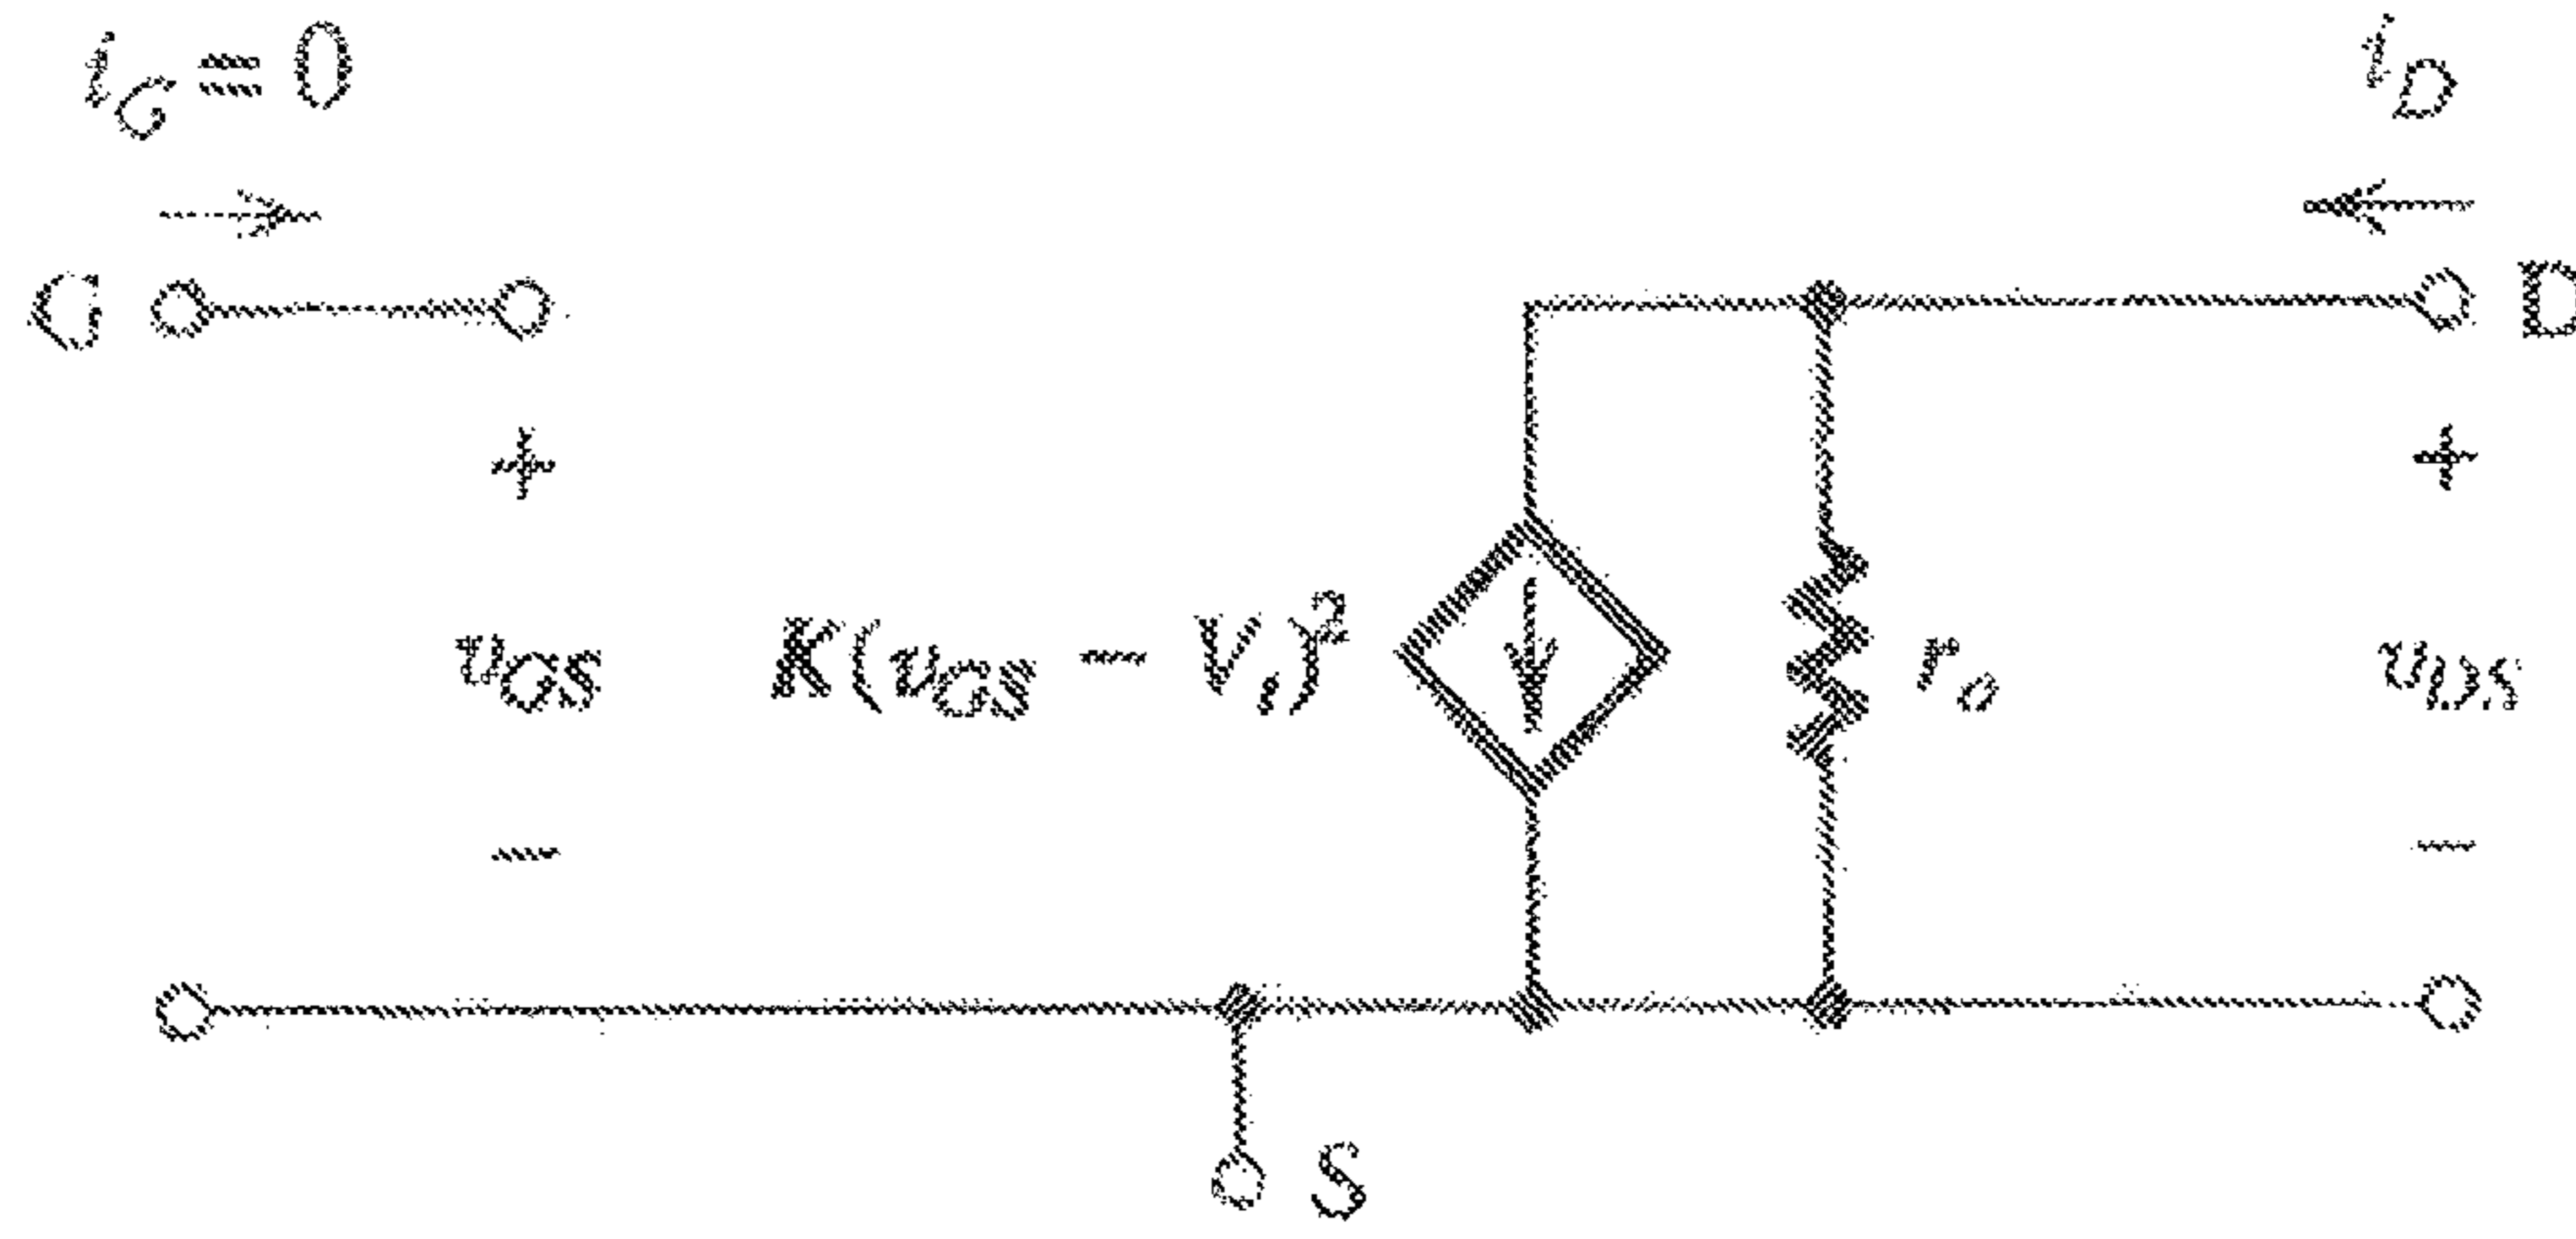 i_G = 0
i_D
G
D
+
+
v_GS
K(v_GS − V_t)²
r_o
v_DS
−
−
S